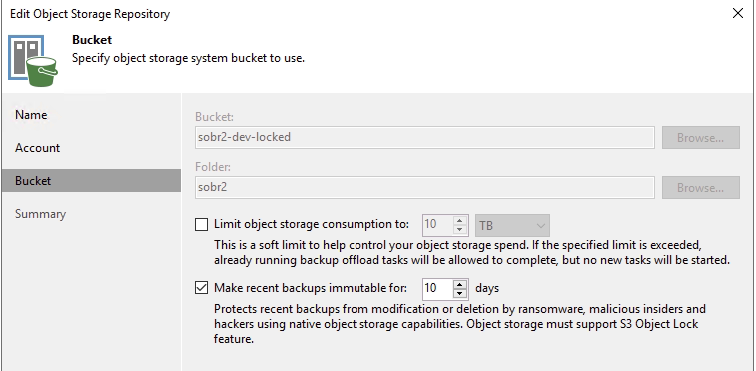 Edit Object Storage Repository
Bucket
Specify object storage system bucket to use.
Name
Account
Bucket
Summary
Bucket:
sobr2-dev-locked
Browse...
Folder:
sobr2
Browse...
Limit object storage consumption to: 10 TB
This is a soft limit to help control your object storage spend. If the specified limit is exceeded,
already running backup offload tasks will be allowed to complete, but no new tasks will be started.
Make recent backups immutable for: 10 days
Protects recent backups from modification or deletion by ransomware, malicious insiders and
hackers using native object storage capabilities. Object storage must support S3 Object Lock
feature.